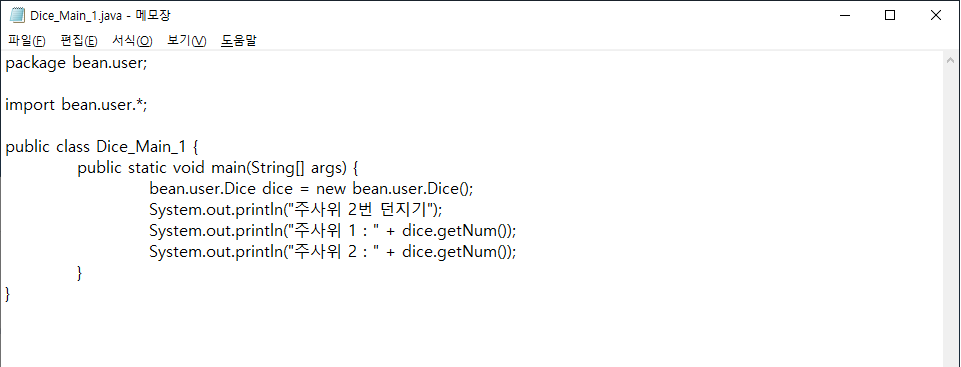 Dice_Main_1.java - 메모장
파일(F) 편집(E) 서식(O) 보기(V) 도움말
package bean.user;
import bean.user.*;
public class Dice_Main_1 {
public static void main(String[] args) {
bean.user.Dice dice = new bean.user.Dice();
System.out.println("주사위 2번 던지기");
System.out.println("주사위 1 : " + dice.getNum());
System.out.println("주사위 2 : " + dice.getNum());
}
}